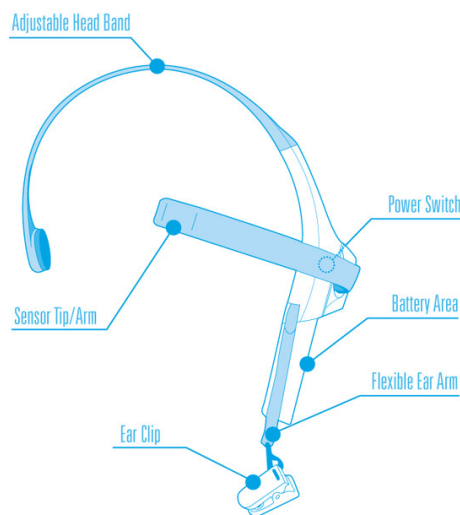 Adjustable Head Band
Power Switch
Sensor Tip/Arm
Battery Area
Flexible Ear Arm
Ear Clip